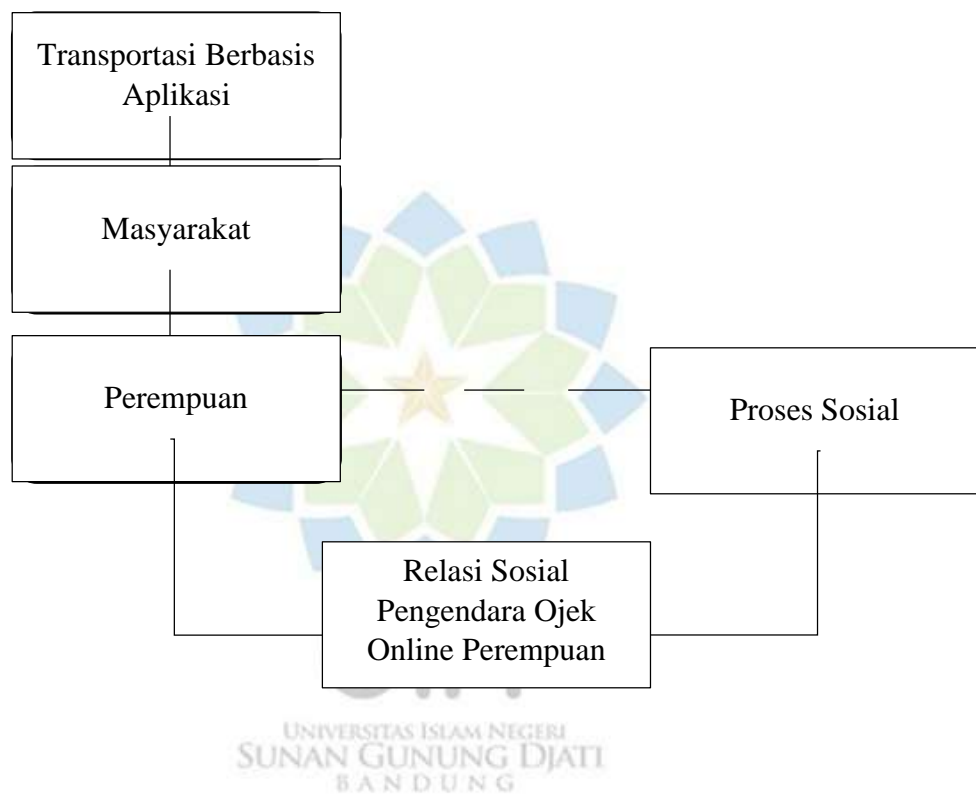 Transportasi Berbasis
Aplikasi
Masyarakat
Perempuan
Proses Sosial
Relasi Sosial
Pengendara Ojek
Online Perempuan
UNIVERSITAS ISLAM NEGERI
SUNAN GUNUNG DJATI
BANDUNG